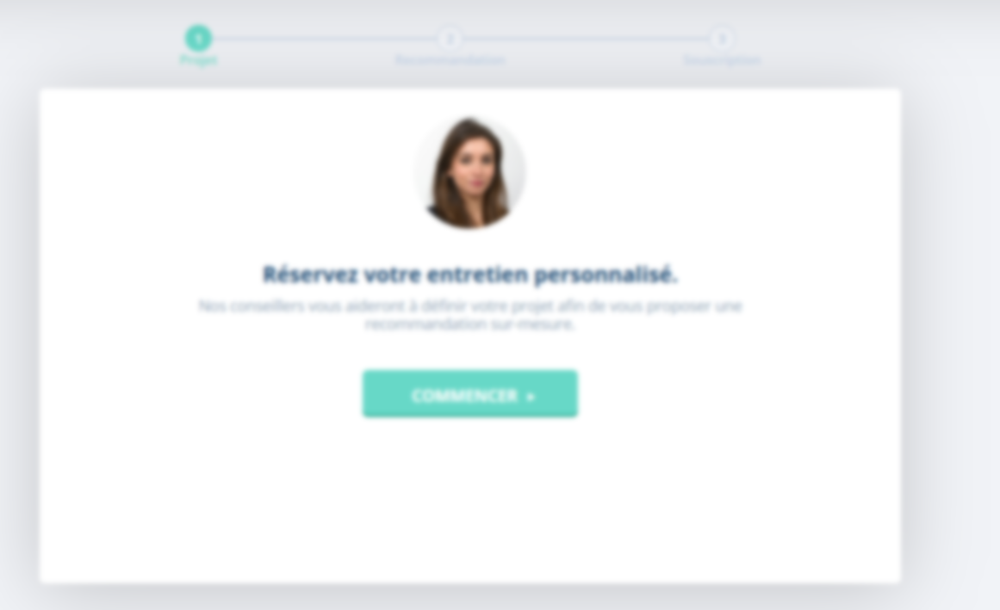 1
2
3
Projet
Recommandation
Souscription
Réservez votre entretien personnalisé.
Nos conseillers vous aideront à définir votre projet afin de vous proposer une
recommandation sur-mesure.
COMMENCER